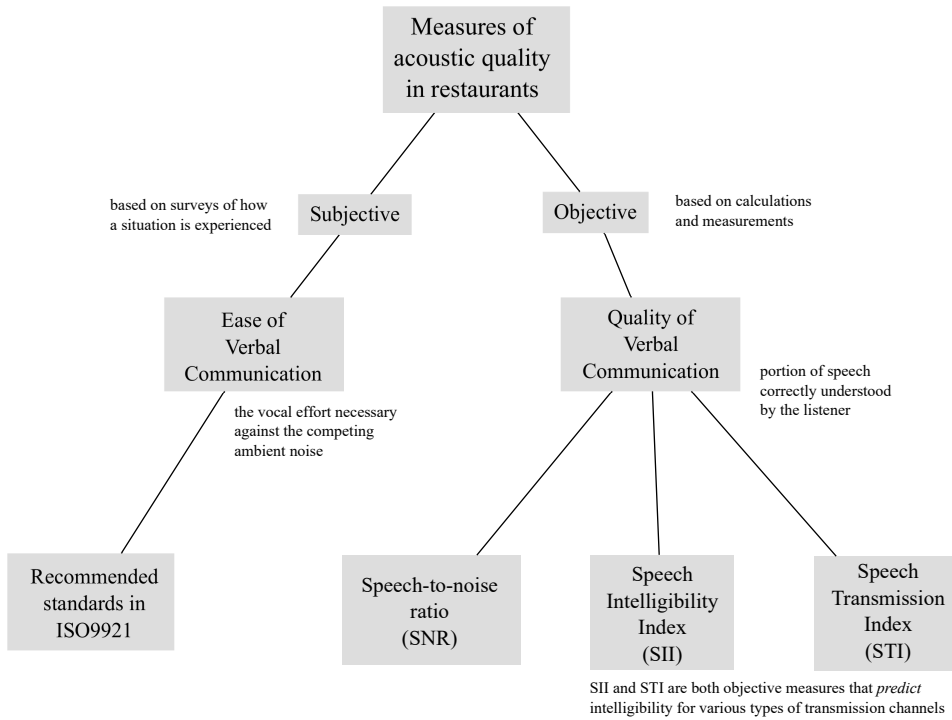 Measures of
acoustic quality
in restaurants
based on surveys of how
a situation is experienced
Subjective
Objective
based on calculations
and measurements
Ease of
Verbal
Communication
the vocal effort necessary
against the competing
ambient noise
Quality of
Verbal
Communication
portion of speech
correctly understood
by the listener
Recommended
standards in
ISO9921
Speech-to-noise
ratio
(SNR)
Speech
Intelligibility
Index
(SII)
Speech
Transmission
Index
(STI)
SII and STI are both objective measures that predict
intelligibility for various types of transmission channels